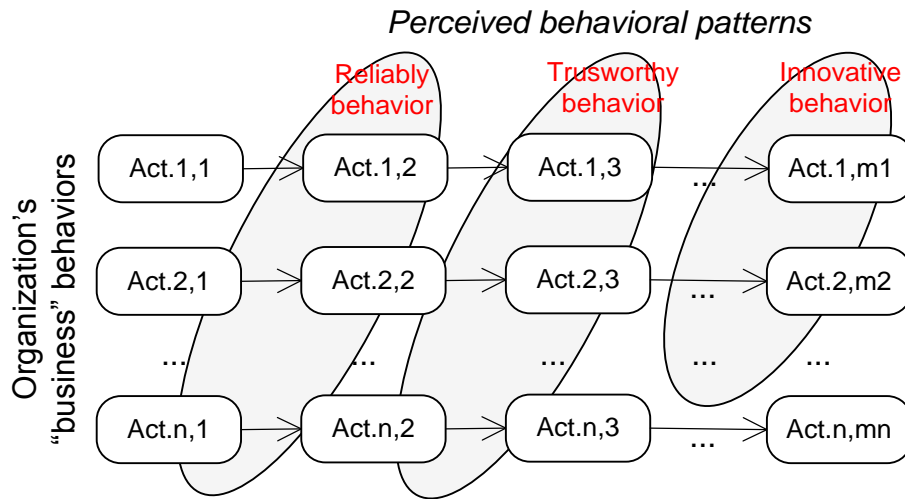 Perceived behavioral patterns
Reliably
behavior
Trusworthy
behavior
Innovative
behavior
Organization's
“business” behaviors
Act.1,1
Act.1,2
Act.1,3
...
Act.1,m1
Act.2,1
Act.2,2
Act.2,3
...
Act.2,m2
...
...
...
...
...
Act.n,1
Act.n,2
Act.n,3
...
Act.n,mn